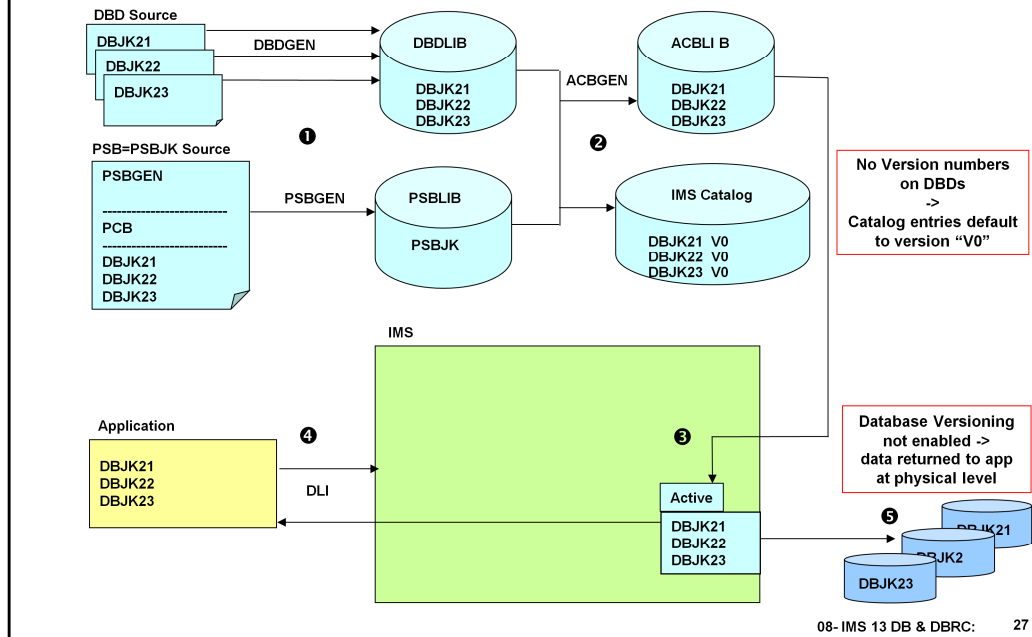 DBD Source
DBJK21
DBJK22
DBJK23
DBDGEN
DBDLIB
DBJK21
DBJK22
DBJK23
ACBGEN
ACBLI B
DBJK21
DBJK22
DBJK23
❶
❷
PSB=PSBJK Source
PSBGEN
---------------------------
PCB
---------------------------
DBJK21
DBJK22
DBJK23
PSBGEN
PSBLIB
PSBJK
IMS Catalog
DBJK21 V0
DBJK22 V0
DBJK23 V0
No Version numbers
on DBDs
->
Catalog entries default
to version “V0”
IMS
Application
DBJK21
DBJK22
DBJK23
❹
DLI
❸
Active
DBJK21
DBJK22
DBJK23
Database Versioning
not enabled ->
data returned to app
at physical level
❺
DBJK21
DBJK2
DBJK23
08- IMS 13 DB & DBRC: 27